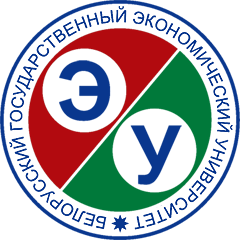 БЕЛОРУССКИЙ ГОСУДАРСТВЕННЫЙ ЭКОНОМИЧЕСКИЙ УНИВЕРСИТЕТ
Э
У